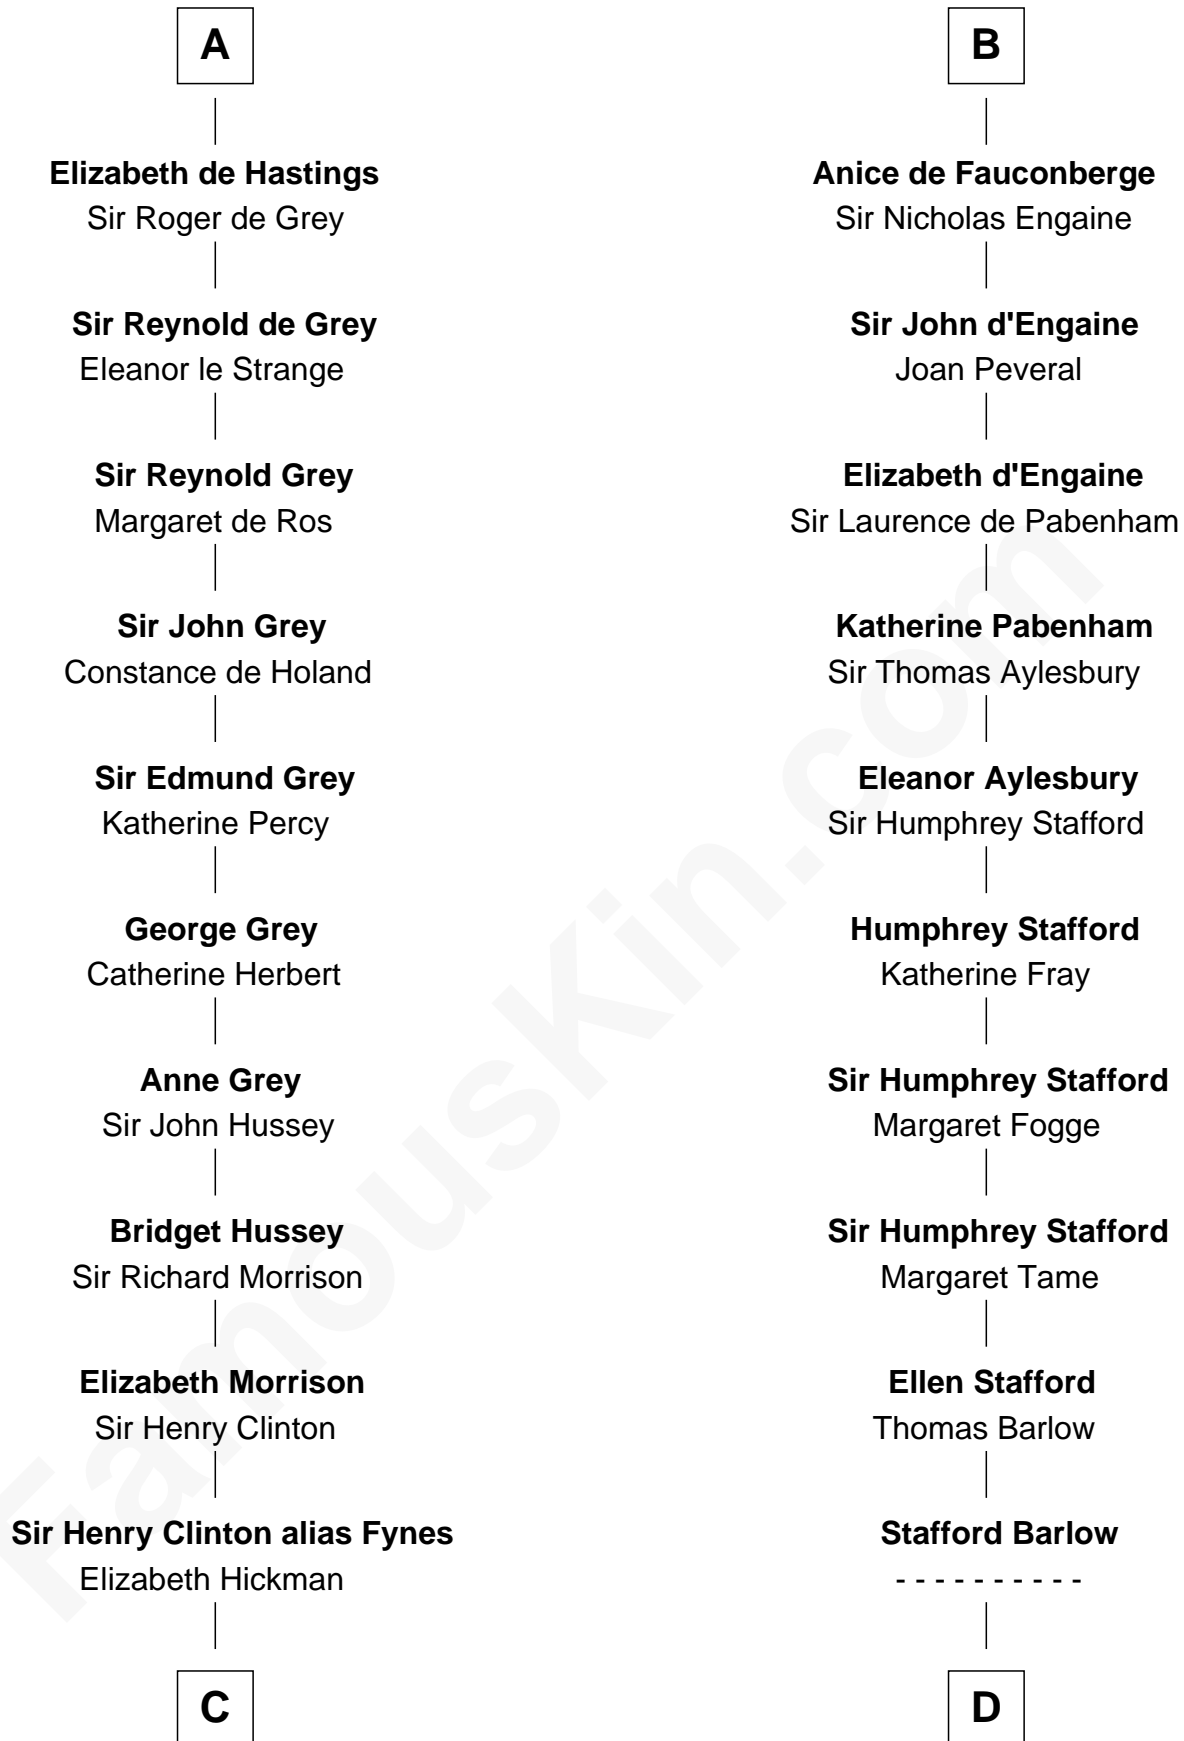 A
Elizabeth de Hastings
Sir Roger de Grey
Sir Reynold de Grey
Eleanor le Strange
Sir Reynold Grey
Margaret de Ros
Sir John Grey
Constance de Holand
Sir Edmund Grey
Katherine Percy
George Grey
Catherine Herbert
Anne Grey
Sir John Hussey
Bridget Hussey
Sir Richard Morrison
Elizabeth Morrison
Sir Henry Clinton
Sir Henry Clinton alias Fynes
Elizabeth Hickman
C
B
Anice de Fauconberge
Sir Nicholas Engaine
Sir John d'Engaine
Joan Peveral
Elizabeth d'Engaine
Sir Laurence de Pabenham
Katherine Pabenham
Sir Thomas Aylesbury
Eleanor Aylesbury
Sir Humphrey Stafford
Humphrey Stafford
Katherine Fray
Sir Humphrey Stafford
Margaret Fogge
Sir Humphrey Stafford
Margaret Tame
Ellen Stafford
Thomas Barlow
Stafford Barlow
- - - - - - - - - -
D
FamousKin.com